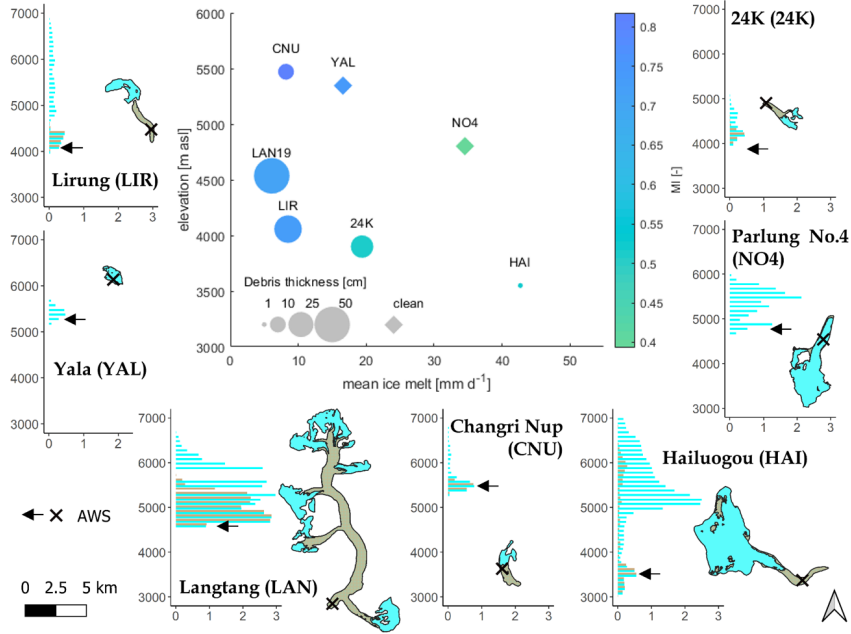 7000
6000
5000
4000
3000
0 1 2 3
Lirung (LIR)
7000
6000
5000
4000
3000
0 1 2
Yala (YAL)
6000
5500
5000
4500
4000
3500
3000
0 10 20 30 40 50
elevation [m asl]
mean ice melt [mm d-1]
CNU
YAL
NO4
LAN19
LIR
24K
HAI
Debris thickness [cm]
1 10 25 50 clean
0.8
0.75
0.7
0.65
0.6
0.55
0.5
0.45
0.4
MI [-]
24K (24K)
7000
6000
5000
4000
3000
0 1 2 3
Parlung No.4
(NO4)
7000
6000
5000
4000
3000
0 1 2 3
AWS
0 2.5 5 km
7000
6000
5000
4000
3000
0 1 2 3
Langtang (LAN)
Changri Nup
(CNU)
7000
6000
5000
4000
3000
0 1 2 3
Hailuogou (HAI)
7000
6000
5000
4000
3000
0 1 2 3